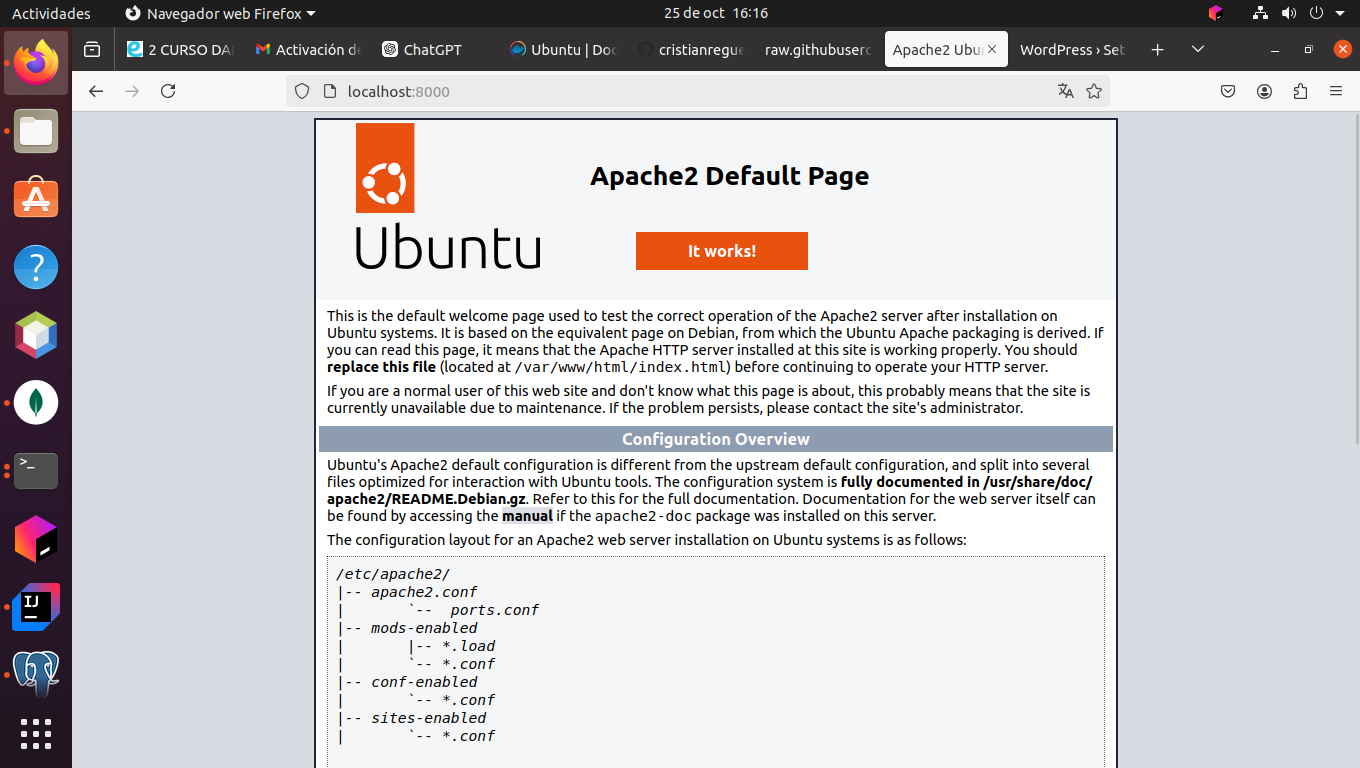 Actividades
Navegador web Firefox
25 de oct 16:16
2 CURSO DA
Activación de
ChatGPT
Ubuntu | Doc
cristianregue
raw.githubuserc
Apache2 Ubu
WordPress › Set
localhost:8000
Apache2 Default Page
Ubuntu
It works!
This is the default welcome page used to test the correct operation of the Apache2 server after installation on
Ubuntu systems. It is based on the equivalent page on Debian, from which the Ubuntu Apache packaging is derived. If
you can read this page, it means that the Apache HTTP server installed at this site is working properly. You should
replace this file (located at /var/www/html/index.html) before continuing to operate your HTTP server.
If you are a normal user of this web site and don't know what this page is about, this probably means that the site is
currently unavailable due to maintenance. If the problem persists, please contact the site's administrator.
Configuration Overview
Ubuntu's Apache2 default configuration is different from the upstream default configuration, and split into several
files optimized for interaction with Ubuntu tools. The configuration system is fully documented in /usr/share/doc/
apache2/README.Debian.gz. Refer to this for the full documentation. Documentation for the web server itself can
be found by accessing the manual if the apache2-doc package was installed on this server.
The configuration layout for an Apache2 web server installation on Ubuntu systems is as follows:
/etc/apache2/
|-- apache2.conf
|       `--  ports.conf
|-- mods-enabled
|       |-- *.load
|       `-- *.conf
|-- conf-enabled
|       `-- *.conf
|-- sites-enabled
|       `-- *.conf
>_
IJ